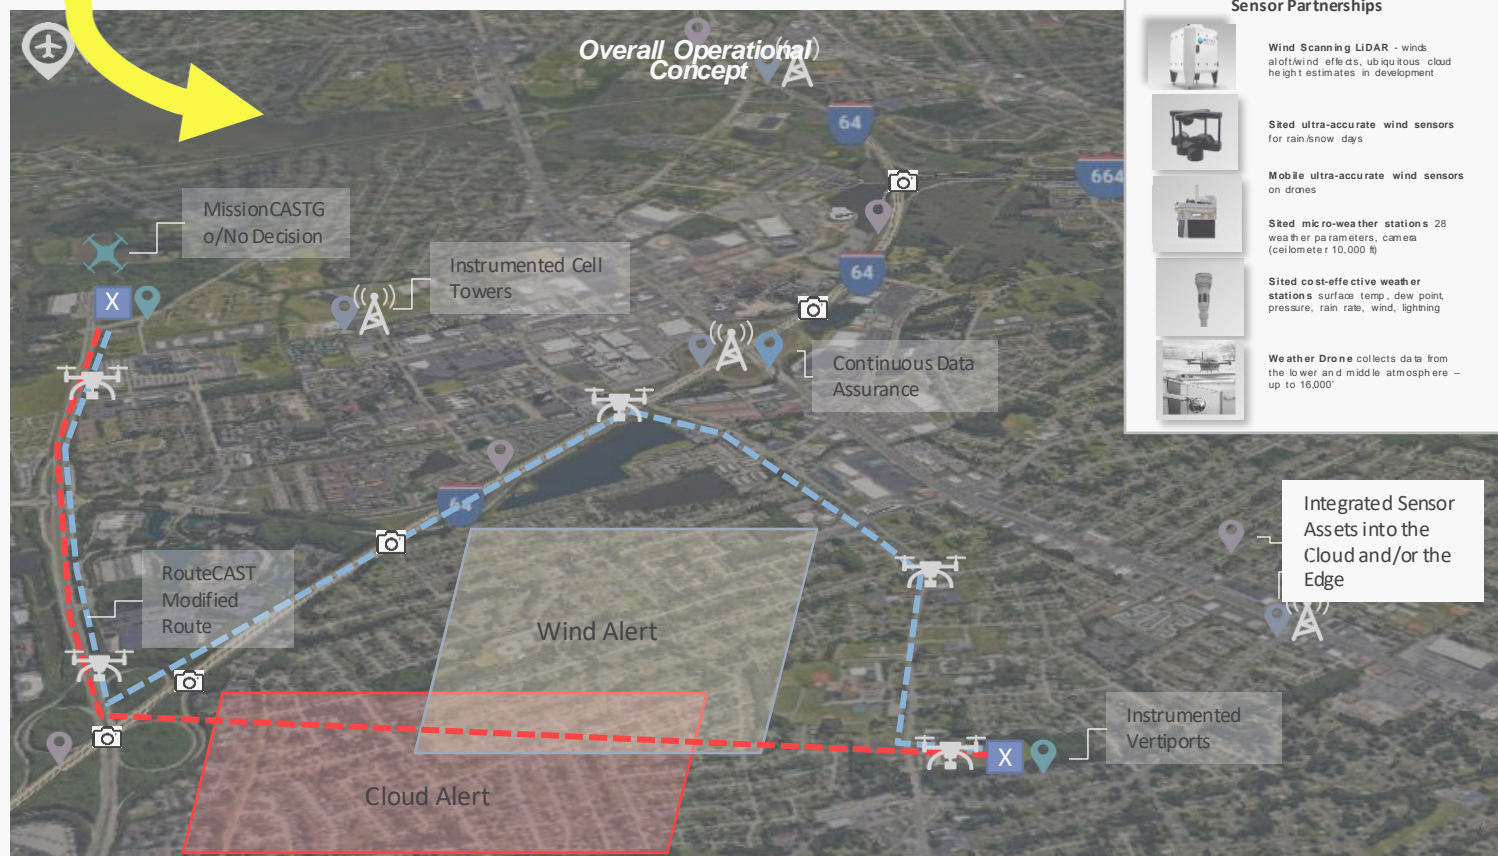 Sensor Partnerships
Overall Operational
Concept
Wind Scanning LiDAR - winds
aloft/wind effects, ubiquitous cloud
height estimates in development
Sited ultra-accurate wind sensors
for rain/snow days
Mobile ultra-accurate wind sensors
on drones
Sited micro-weather stations 28
weather parameters, camera
(ceilometer 10,000 ft)
Sited cost-effective weather
stations surface temp, dew point,
pressure, rain rate, wind, lightning
Weather Drone collects data from
the lower and middle atmosphere –
up to 16,000'
64
664
MissionCASTG
o/No Decision
X
Instrumented Cell
Towers
64
Continuous Data
Assurance
64
Integrated Sensor
Assets into the
Cloud and/or the
Edge
RouteCAST
Modified
Route
Wind Alert
Instrumented
Vertiports
X
Cloud Alert